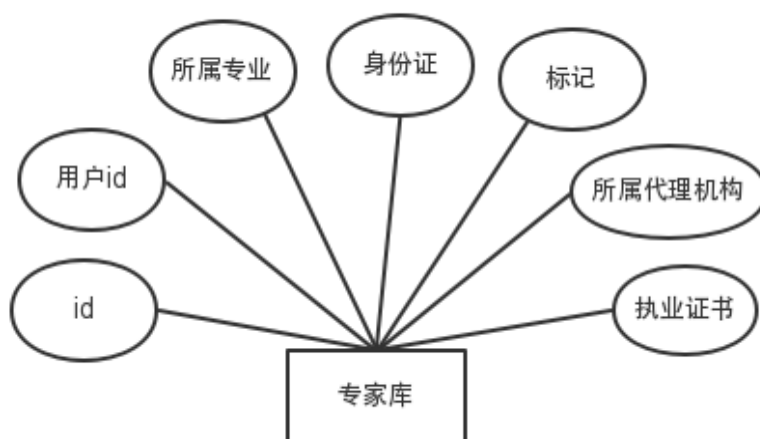 身份证
所属专业
标记
用户id
所属代理机构
id
执业证书
专家库